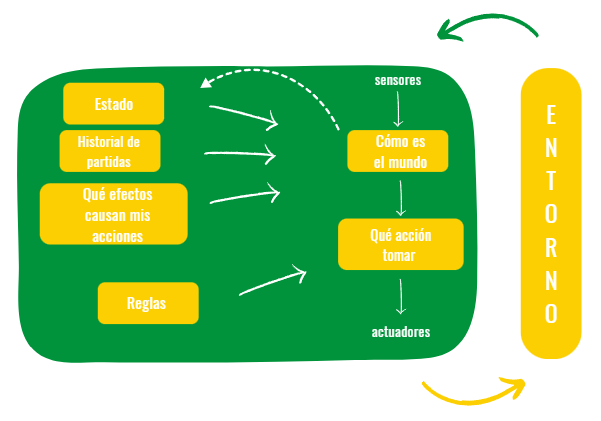 Estado
Historial de
partidas
Qué efectos
causan mis
acciones
Reglas
sensores
Cómo es
el mundo
Qué acción
tomar
actuadores
ENTORNO